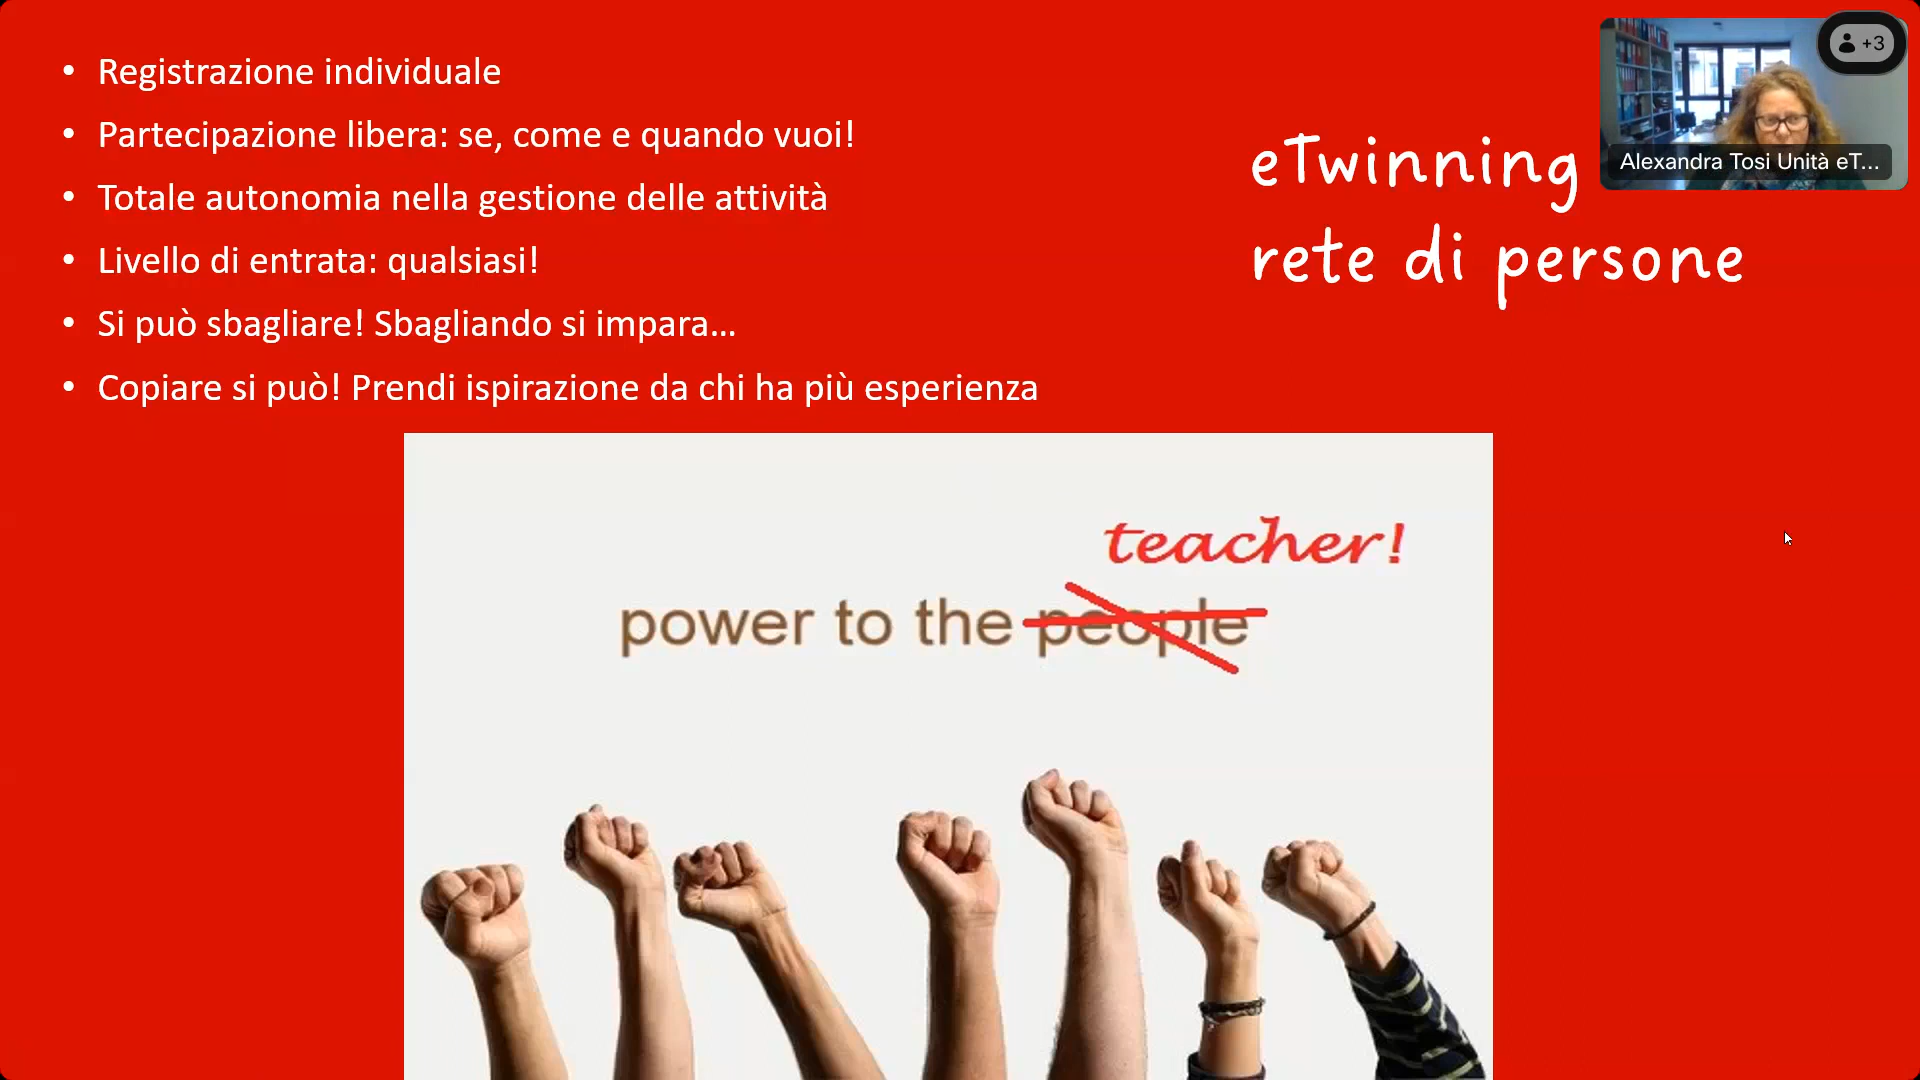 Registrazione individuale
Partecipazione libera: se, come e quando vuoi!
Totale autonomia nella gestione delle attività
Livello di entrata: qualsiasi!
Si può sbagliare! Sbagliando si impara...
Copiare si può! Prendi ispirazione da chi ha più esperienza
eTwinning
rete di persone
+3
Alexandra Tosi Unità eT...
teacher!
power to the people